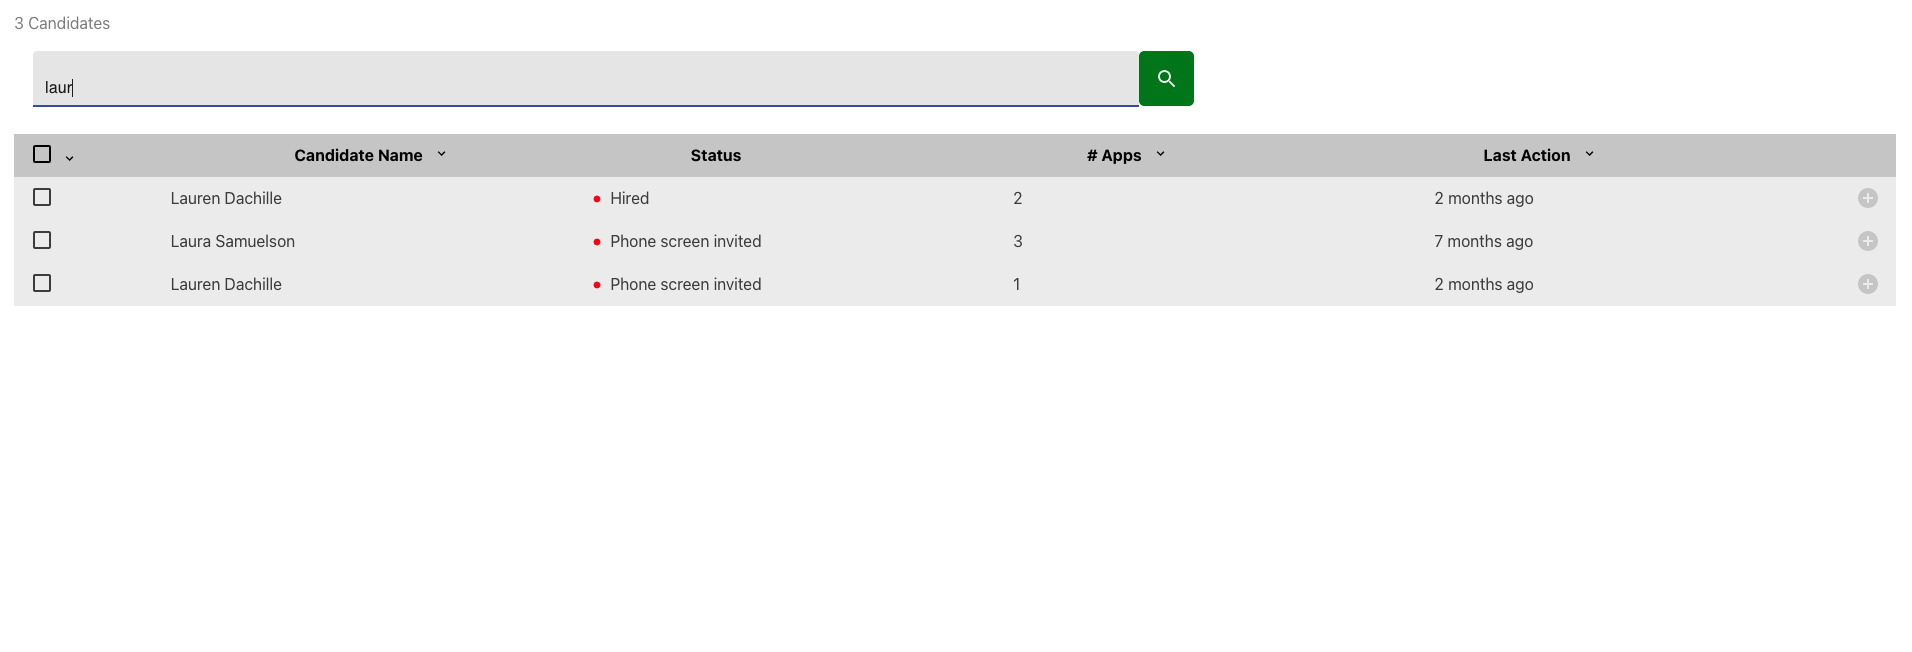 3 Candidates
laur
Candidate Name Status # Apps Last Action
Lauren Dachille Hired 2 2 months ago
Laura Samuelson Phone screen invited 3 7 months ago
Lauren Dachille Phone screen invited 1 2 months ago